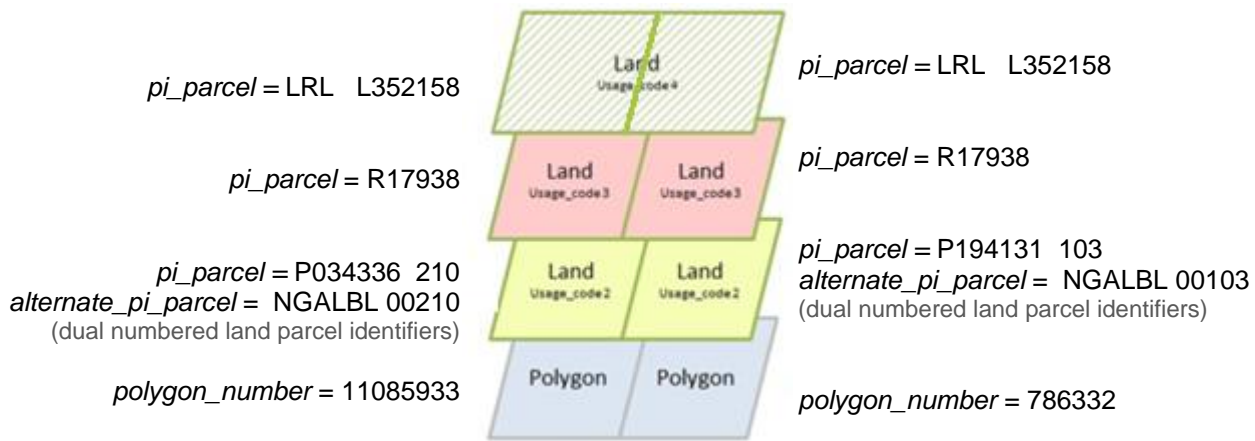 pi_parcel = LRL L352158
Land
Usage_code4
pi_parcel = LRL L352158
pi_parcel = R17938
Land
Usage_code3
Land
Usage_code3
pi_parcel = R17938
pi_parcel = P034336 210
alternate_pi_parcel = NGALBL 00210
(dual numbered land parcel identifiers)
Land
Usage_code2
Land
Usage_code2
pi_parcel = P194131 103
alternate_pi_parcel = NGALBL 00103
(dual numbered land parcel identifiers)
polygon_number = 11085933
Polygon
Polygon
polygon_number = 786332